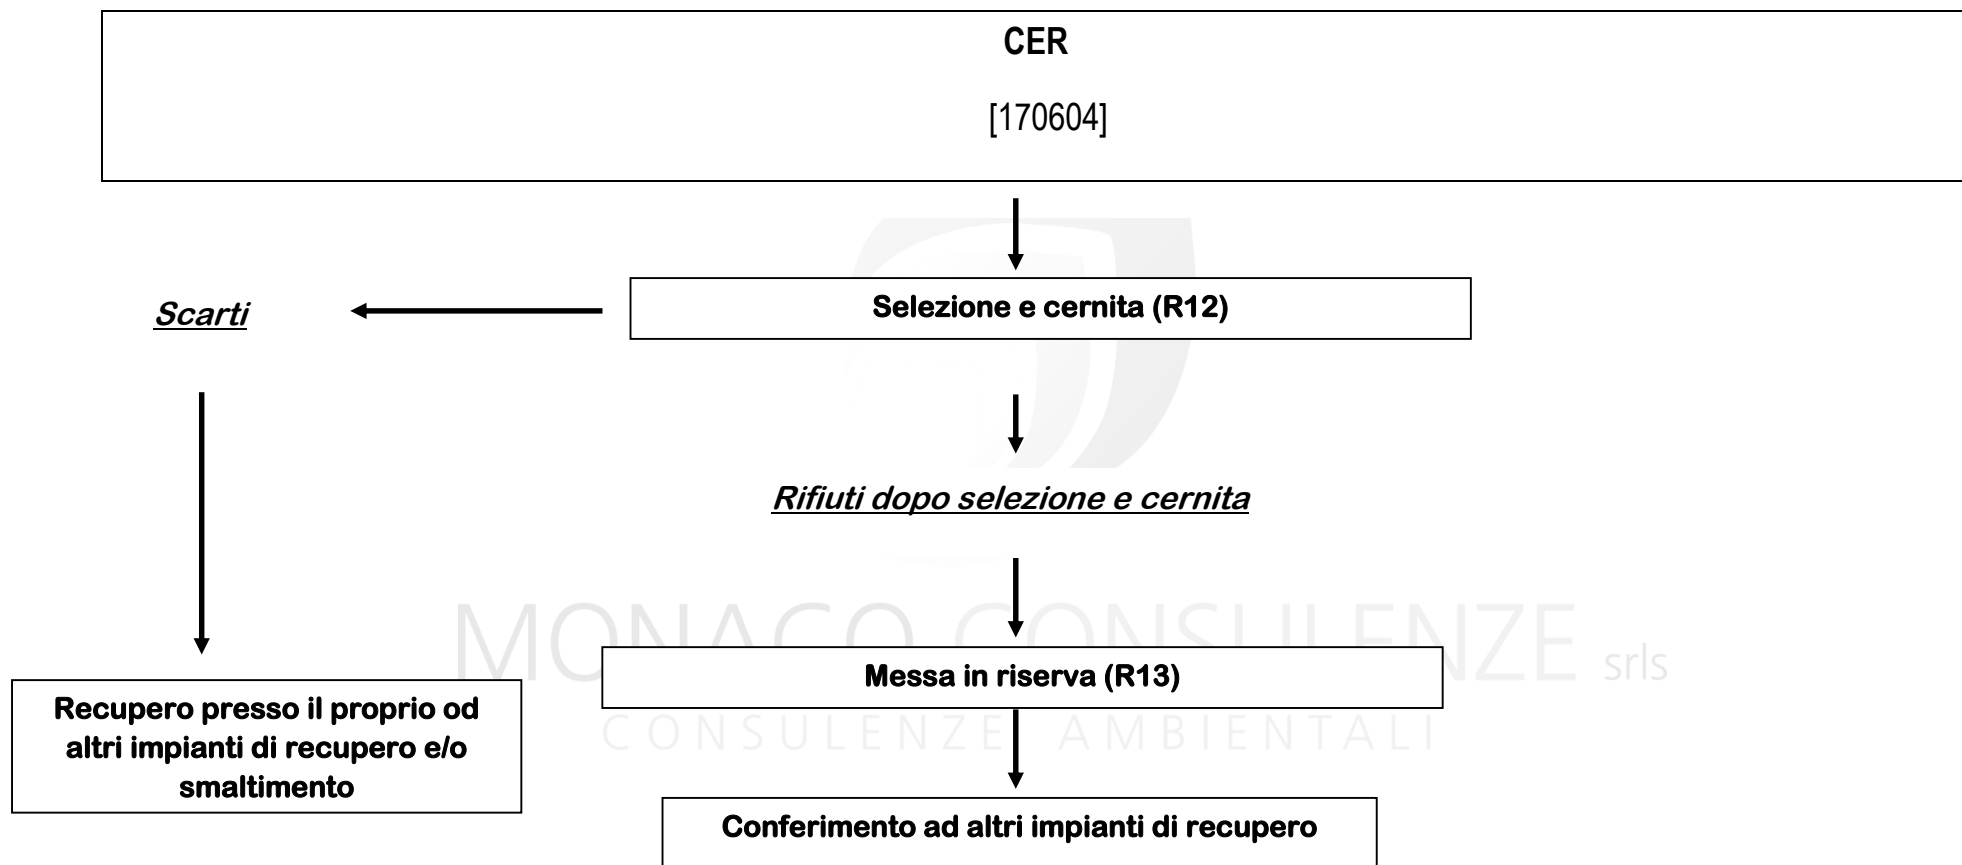 CER
[170604]
Selezione e cernita (R12)
Scarti
Rifiuti dopo selezione e cernita
MONACO CONSULENZE srls
Messa in riserva (R13)
Recupero presso il proprio od
altri impianti di recupero e/o
smaltimento
CONSULENZE AMBIENTALI
Conferimento ad altri impianti di recupero